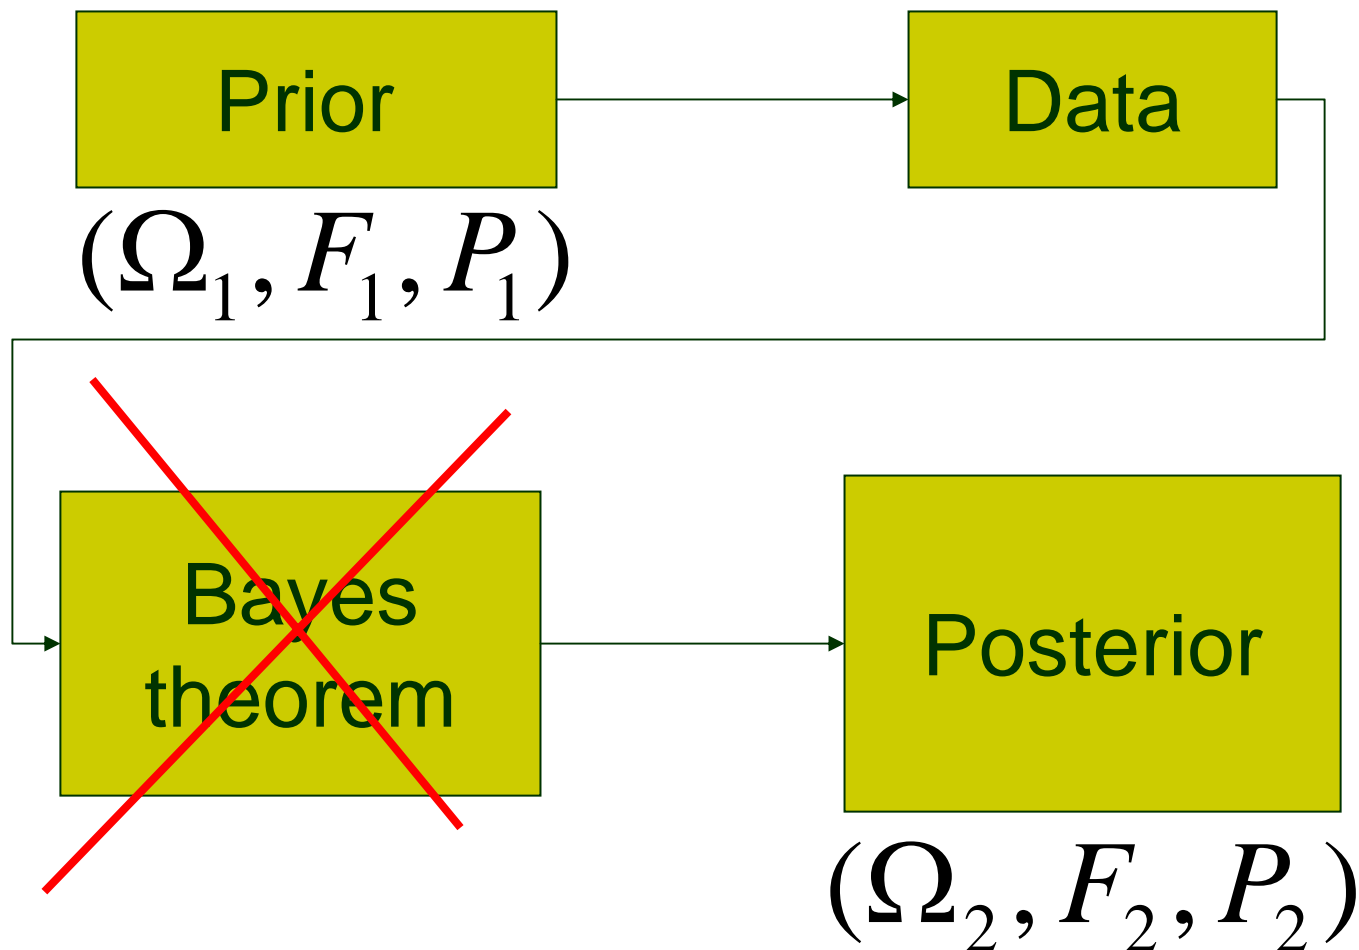 Prior
Data
(Ω₁, F₁, P₁)
Bayes
theorem
Posterior
(Ω₂, F₂, P₂)